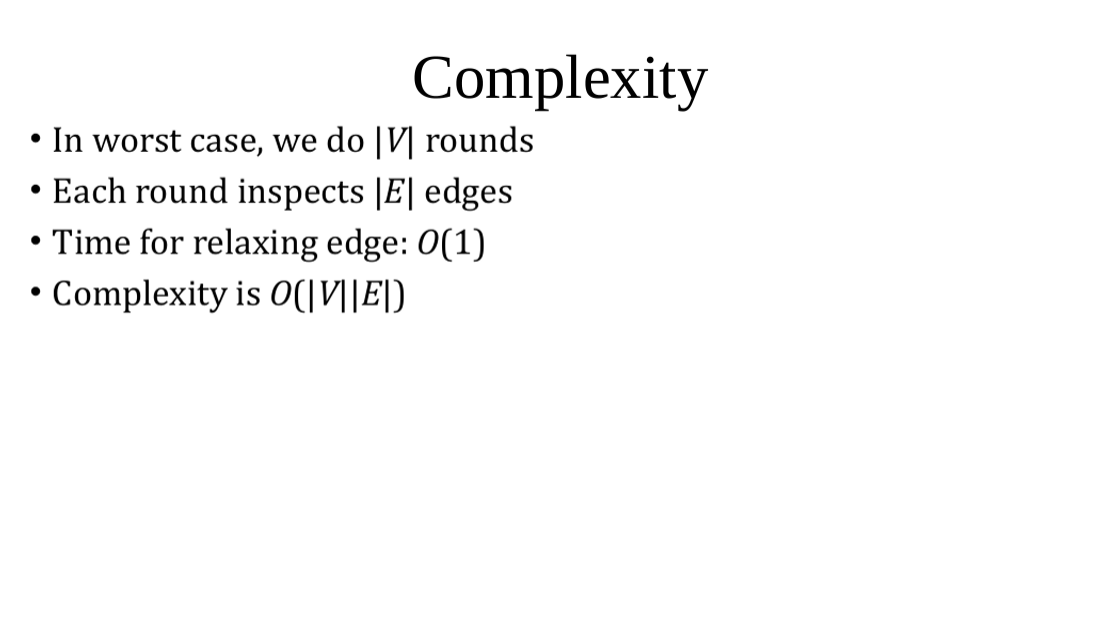 Complexity
• In worst case, we do |V| rounds
• Each round inspects |E| edges
• Time for relaxing edge: O(1)
• Complexity is O(|V||E|)